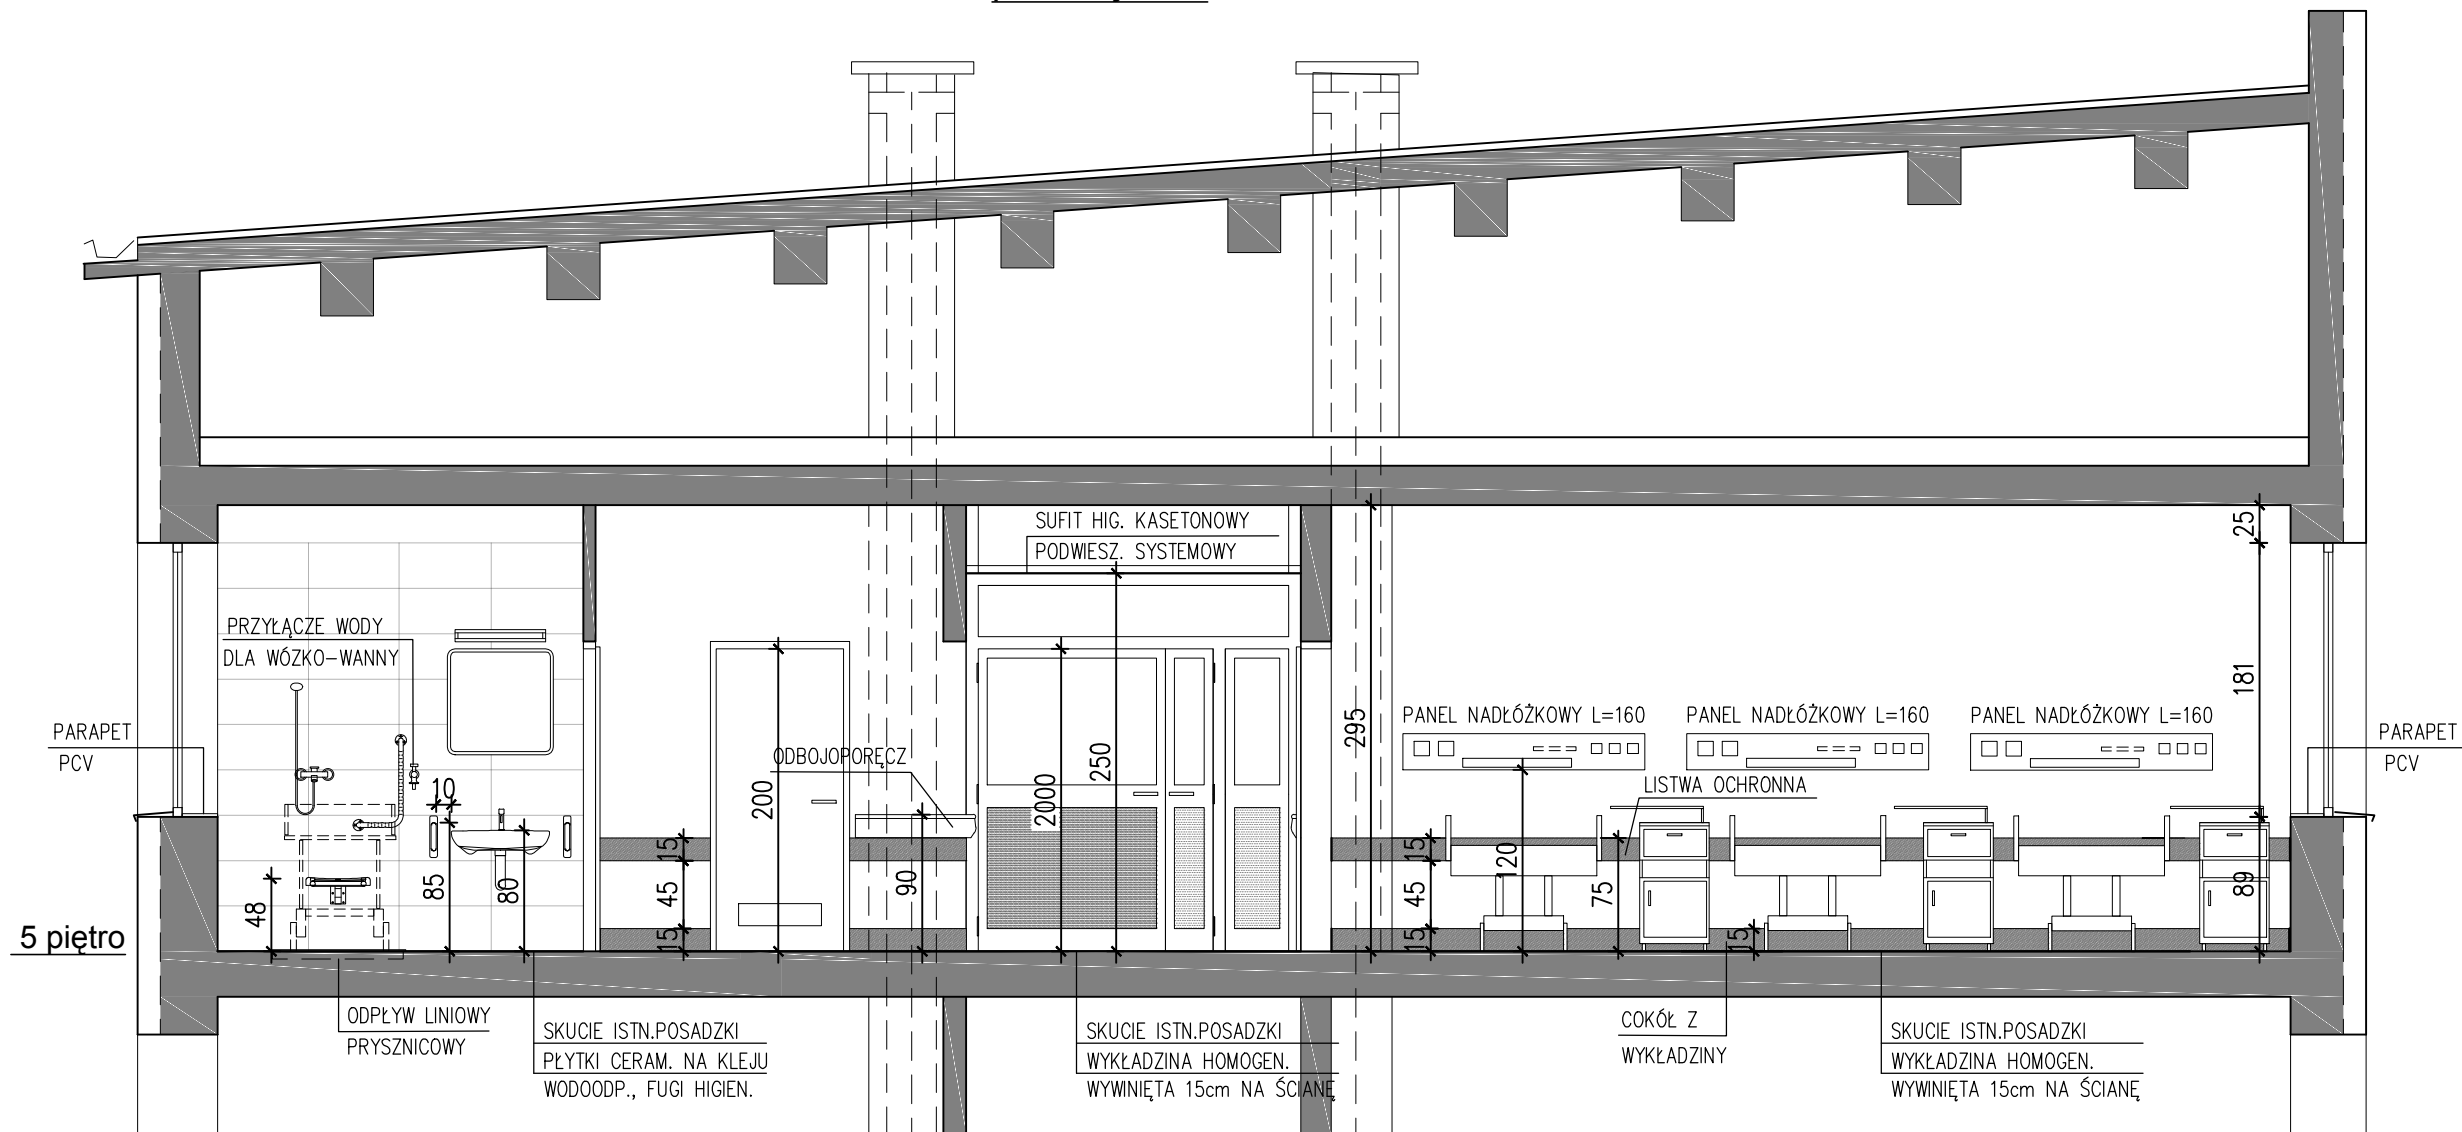 SUFIT HIG. KASETONOWY
PODWIESZ. SYSTEMOWY
25
PRZYŁĄCZE WODY
DLA WÓZKO-WANNY
181
295
PANEL NADŁÓŻKOWY L=160
PANEL NADŁÓŻKOWY L=160
PANEL NADŁÓŻKOWY L=160
PARAPET
PCV
PARAPET
PCV
ODBOJOPORĘCZ
250
200
2000
10
LISTWA OCHRONNA
15
15
120
85
80
45
90
45
75
89
48
15
15
15
5 piętro
ODPŁYW LINIOWY
PRYSZNICOWY
SKUCIE ISTN.POSADZKI
PŁYTKI CERAM. NA KLEJU
WODOODP., FUGI HIGIEN.
SKUCIE ISTN.POSADZKI
WYKŁADZINA HOMOGEN.
WYWINIĘTA 15cm NA ŚCIANĘ
COKÓŁ Z
WYKŁADZINY
SKUCIE ISTN.POSADZKI
WYKŁADZINA HOMOGEN.
WYWINIĘTA 15cm NA ŚCIANĘ